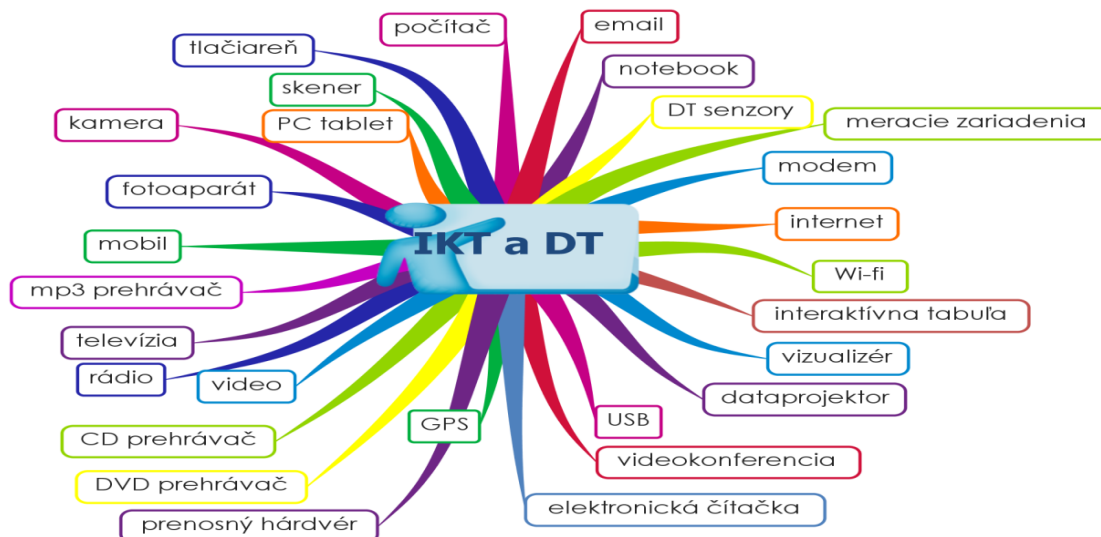 počítač
email
tlačiareň
notebook
skener
DT senzory
kamera
PC tablet
meracie zariadenia
modem
fotoaparát
internet
IKT a DT
mobil
Wi-fi
mp3 prehrávač
interaktívna tabuľa
televízia
vizualizér
rádio
video
dataprojektor
GPS
USB
CD prehrávač
videokonferencia
DVD prehrávač
elektronická čítačka
prenosný hárdvér